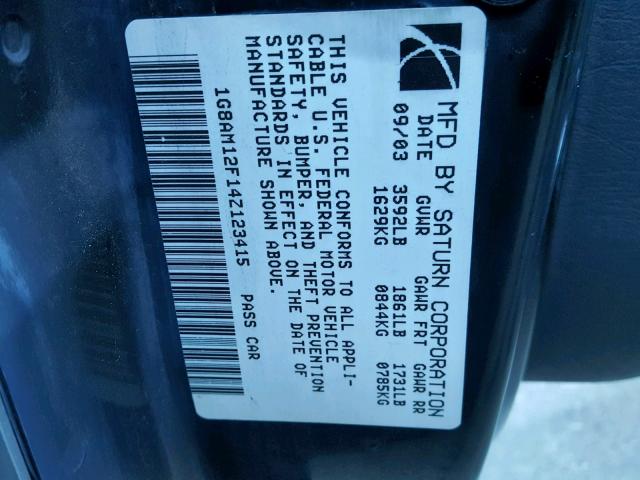 MFD BY SATURN CORPORATION
DATE GVWR GAWR FRT GAWR RR
09/03 3592LB 1861LB 1731LB
1629KG 0844KG 0785KG
THIS VEHICLE CONFORMS TO ALL APPLI-
CABLE U.S. FEDERAL MOTOR VEHICLE
SAFETY, BUMPER, AND THEFT PREVENTION
STANDARDS IN EFFECT ON THE DATE OF
MANUFACTURE SHOWN ABOVE.
1G8AM12F14Z123415 PASS CAR